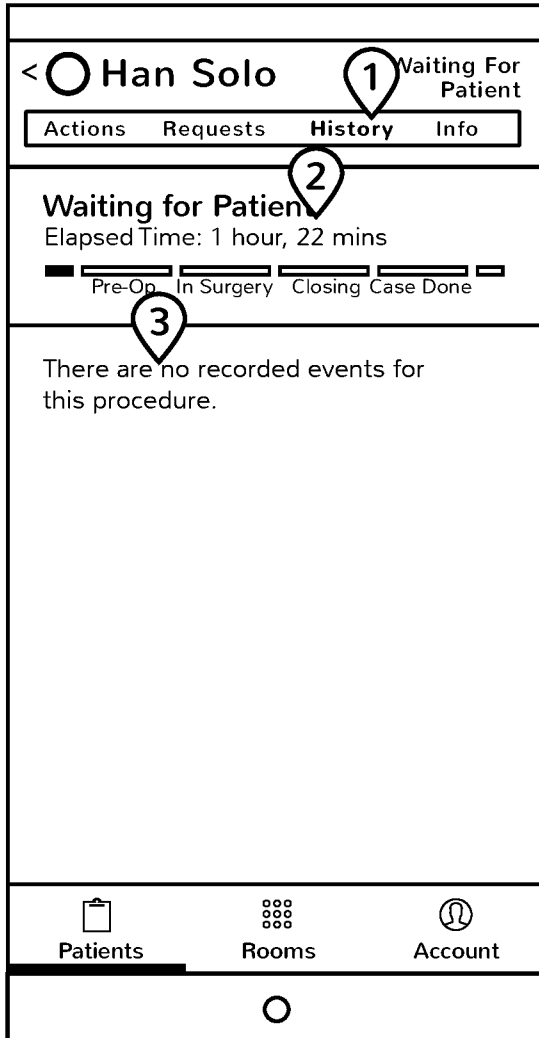 < Han Solo
Waiting For
Patient
1
Actions Requests History Info
2
Waiting for Patient
Elapsed Time: 1 hour, 22 mins
Pre-Op In Surgery Closing Case Done
3
There are no recorded events for
this procedure.
Patients Rooms Account